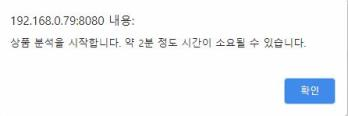 192.168.0.79:8080 내용:
상품 분석을 시작합니다. 약 2분 정도 시간이 소요될 수 있습니다.
확인